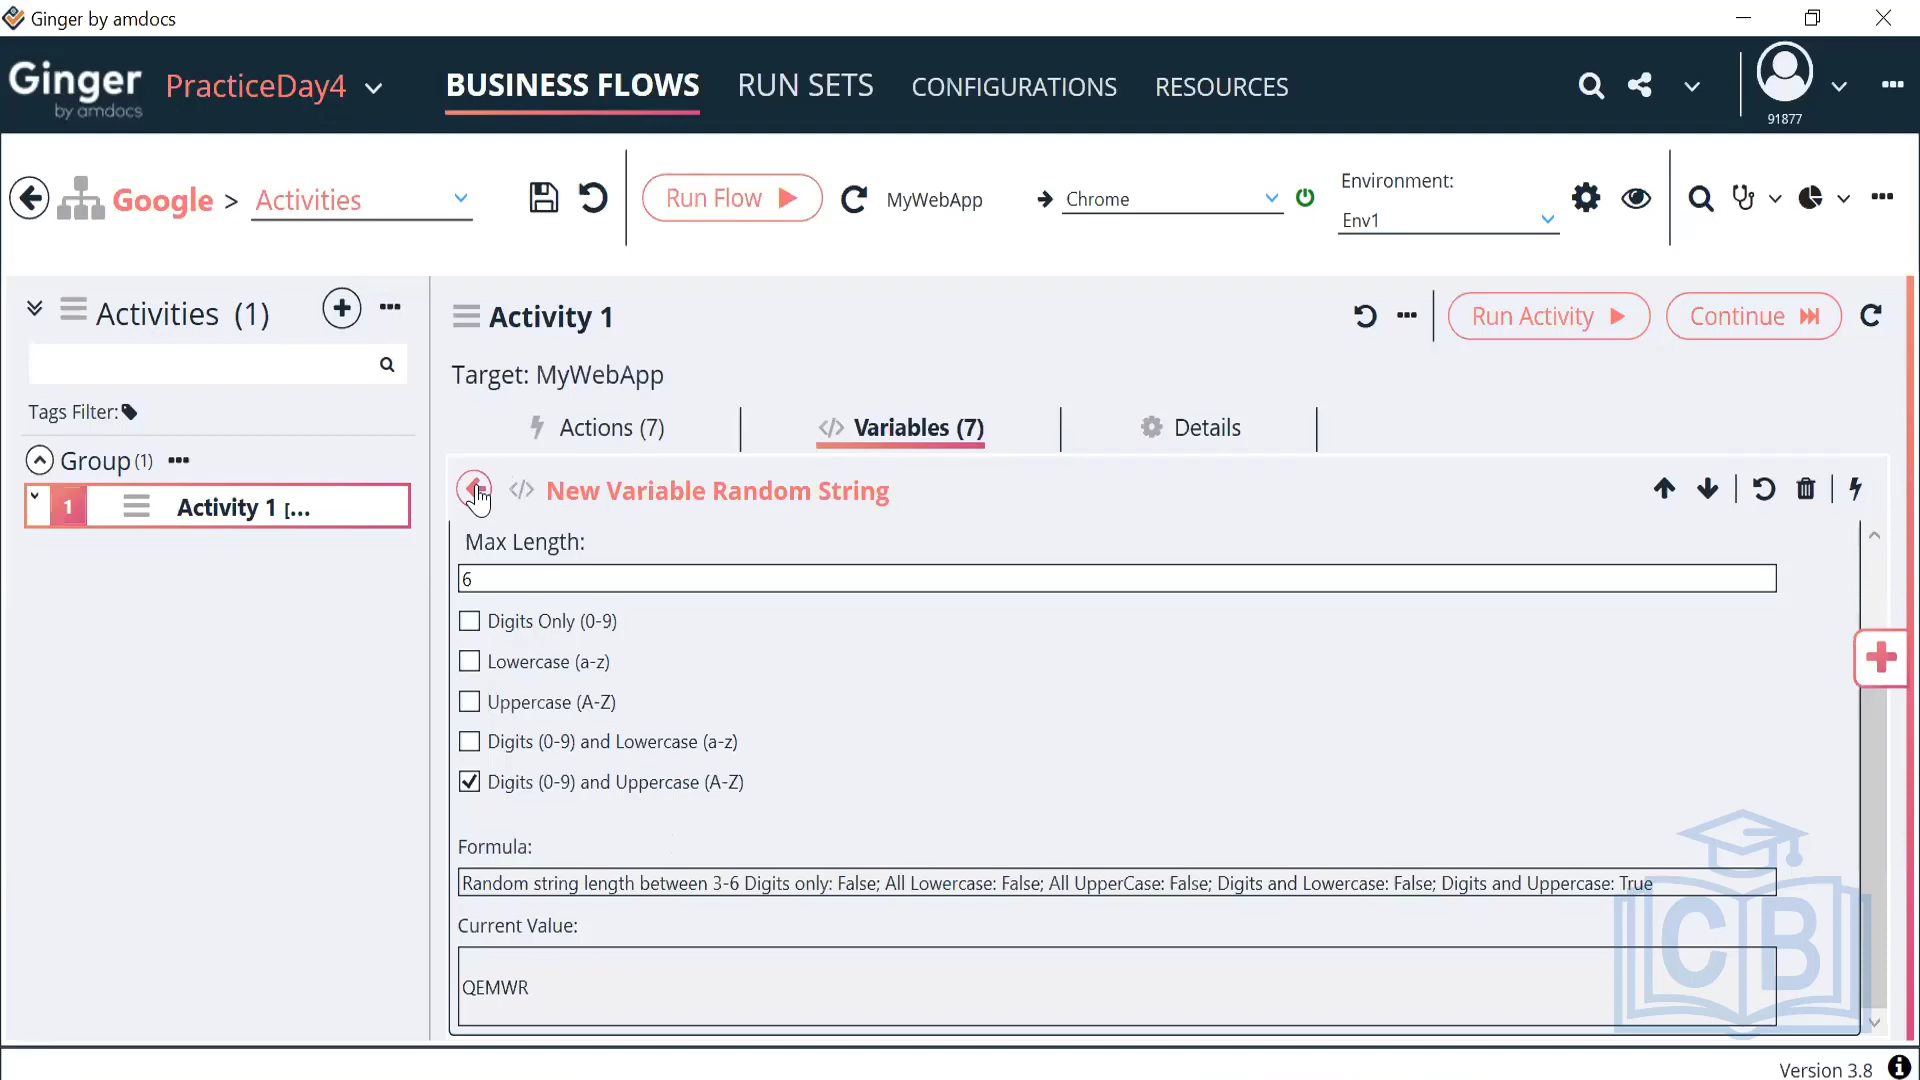 Ginger by amdocs
Ginger
by amdocs
PracticeDay4
BUSINESS FLOWS
RUN SETS
CONFIGURATIONS
RESOURCES
91877
Google > Activities
Run Flow
MyWebApp
Chrome
Environment:
Env1
Activities (1)
Tags Filter:
Group (1)
1
Activity 1 [...
Activity 1
Run Activity
Continue
Target: MyWebApp
Actions (7)
</> Variables (7)
Details
</> New Variable Random String
Max Length:
6
Digits Only (0-9)
Lowercase (a-z)
Uppercase (A-Z)
Digits (0-9) and Lowercase (a-z)
Digits (0-9) and Uppercase (A-Z)
Formula:
Random string length between 3-6 Digits only: False; All Lowercase: False; All UpperCase: False; Digits and Lowercase: False; Digits and Uppercase: True
Current Value:
QEMWR
CB
Version 3.8